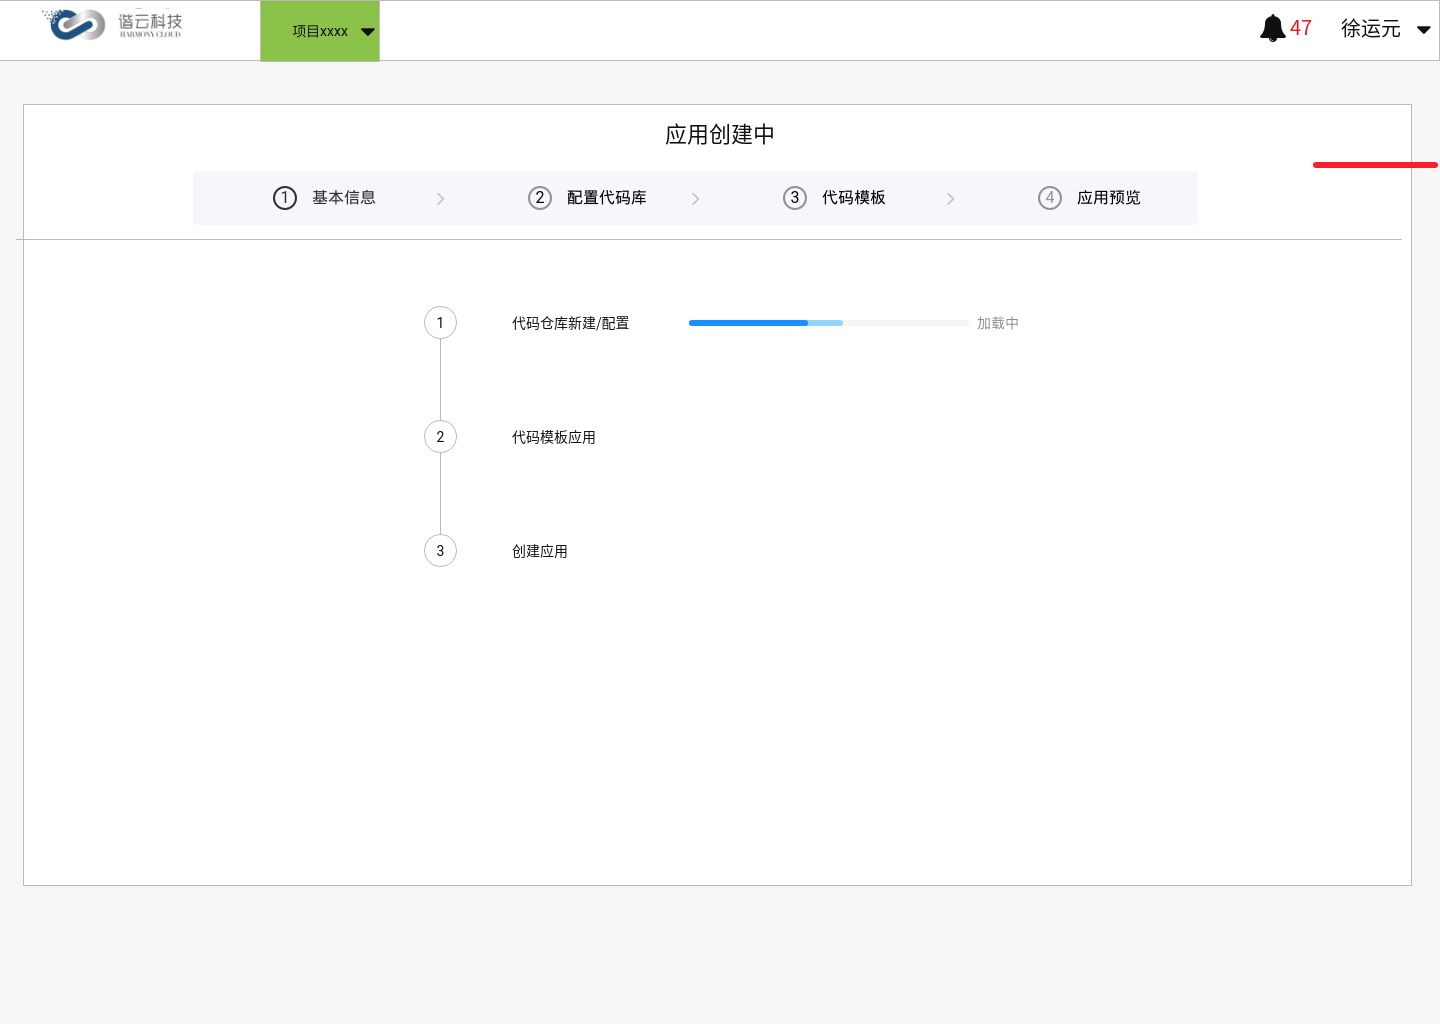 谐云科技
HARMONY CLOUD
项目xxxx
47
徐运元
应用创建中
1 基本信息
2 配置代码库
3 代码模板
4 应用预览
1 代码仓库新建/配置 加载中
2 代码模板应用
3 创建应用